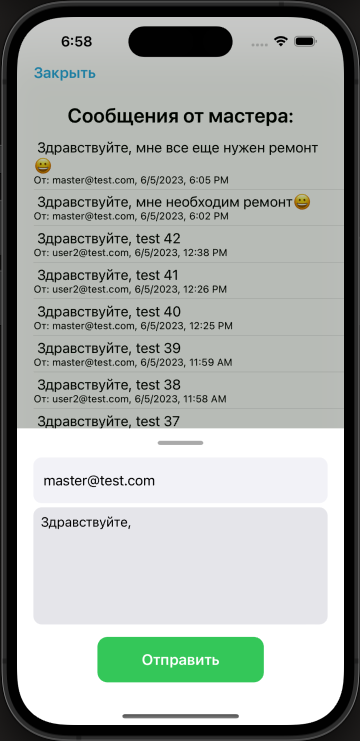 6:58
Закрыть
Сообщения от мастера:
Здравствуйте, мне все еще нужен ремонт
😀
От: master@test.com, 6/5/2023, 6:05 PM
Здравствуйте, мне необходим ремонт😀
От: master@test.com, 6/5/2023, 6:02 PM
Здравствуйте, test 42
От: user2@test.com, 6/5/2023, 12:38 PM
Здравствуйте, test 41
От: user2@test.com, 6/5/2023, 12:26 PM
Здравствуйте, test 40
От: master@test.com, 6/5/2023, 12:25 PM
Здравствуйте, test 39
От: master@test.com, 6/5/2023, 11:59 AM
Здравствуйте, test 38
От: user2@test.com, 6/5/2023, 11:58 AM
Здравствуйте, test 37
master@test.com
Здравствуйте,
Отправить